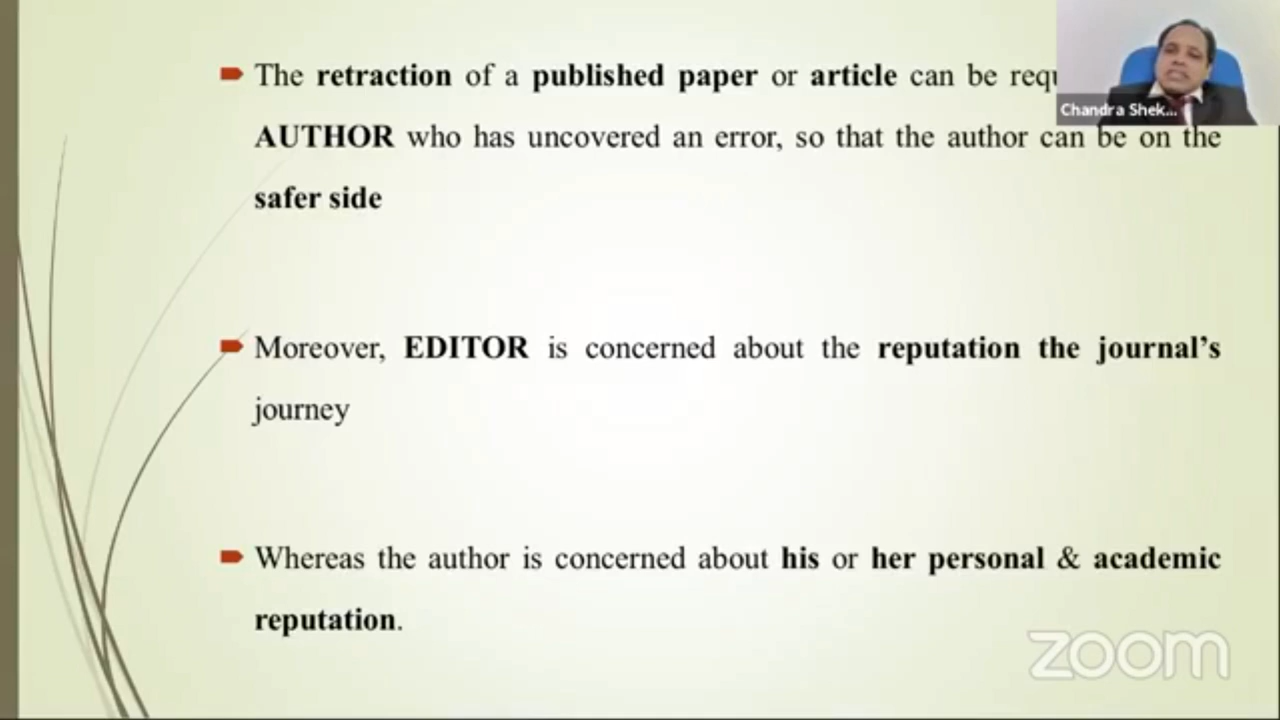 The retraction of a published paper or article can be requ
Chandra Shek...
AUTHOR who has uncovered an error, so that the author can be on the
safer side
Moreover, EDITOR is concerned about the reputation the journal's
journey
Whereas the author is concerned about his or her personal & academic
reputation.
zoom